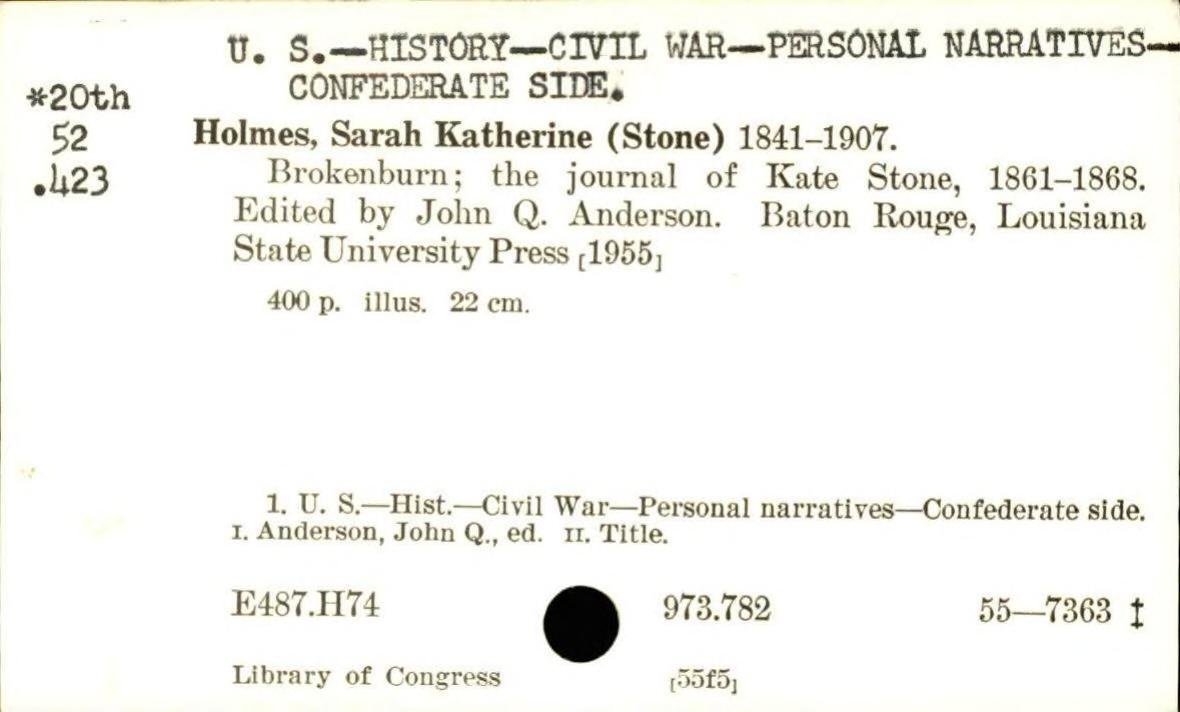 U. S.—HISTORY—CIVIL WAR—PERSONAL NARRATIVES—
CONFEDERATE SIDE.
*20th
52
.423
Holmes, Sarah Katherine (Stone) 1841–1907.
Brokenburn; the journal of Kate Stone, 1861–1868.
Edited by John Q. Anderson. Baton Rouge, Louisiana
State University Press [1955]
400 p. illus. 22 cm.
1. U. S.—Hist.—Civil War—Personal narratives—Confederate side.
I. Anderson, John Q., ed. II. Title.
E487.H74 973.782 55—7363 ‡
Library of Congress [55f5]